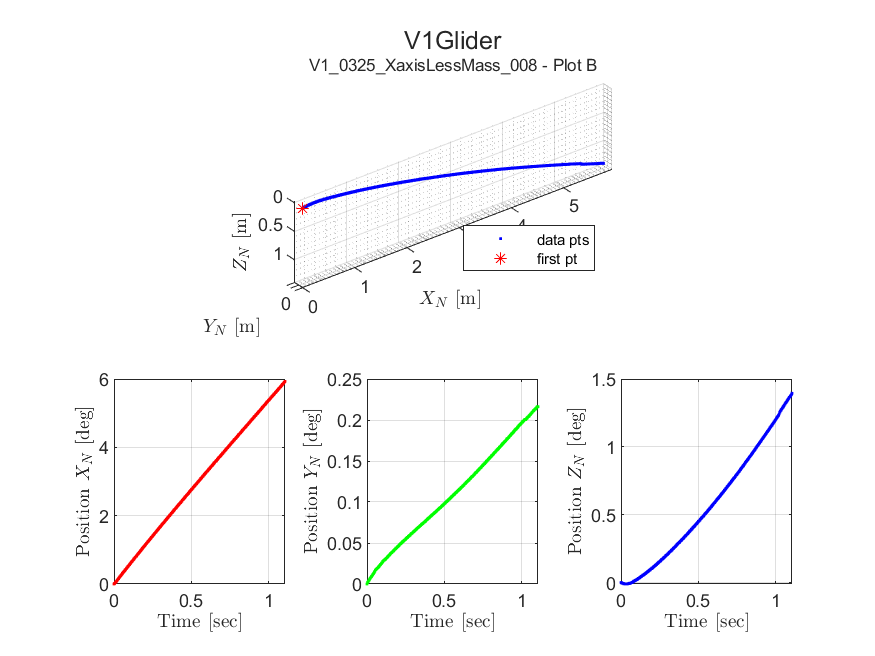 V1Glider
V1_0325_XaxisLessMass_008 - Plot B
0
0.5
1
Z_N [m]
0
Y_N [m]
0
1
2
3
4
5
X_N [m]
data pts
first pt
6
4
2
0
Position X_N [deg]
0
0.5
1
Time [sec]
0.25
0.2
0.15
0.1
0.05
0
Position Y_N [deg]
0
0.5
1
Time [sec]
1.5
1
0.5
0
Position Z_N [deg]
0
0.5
1
Time [sec]